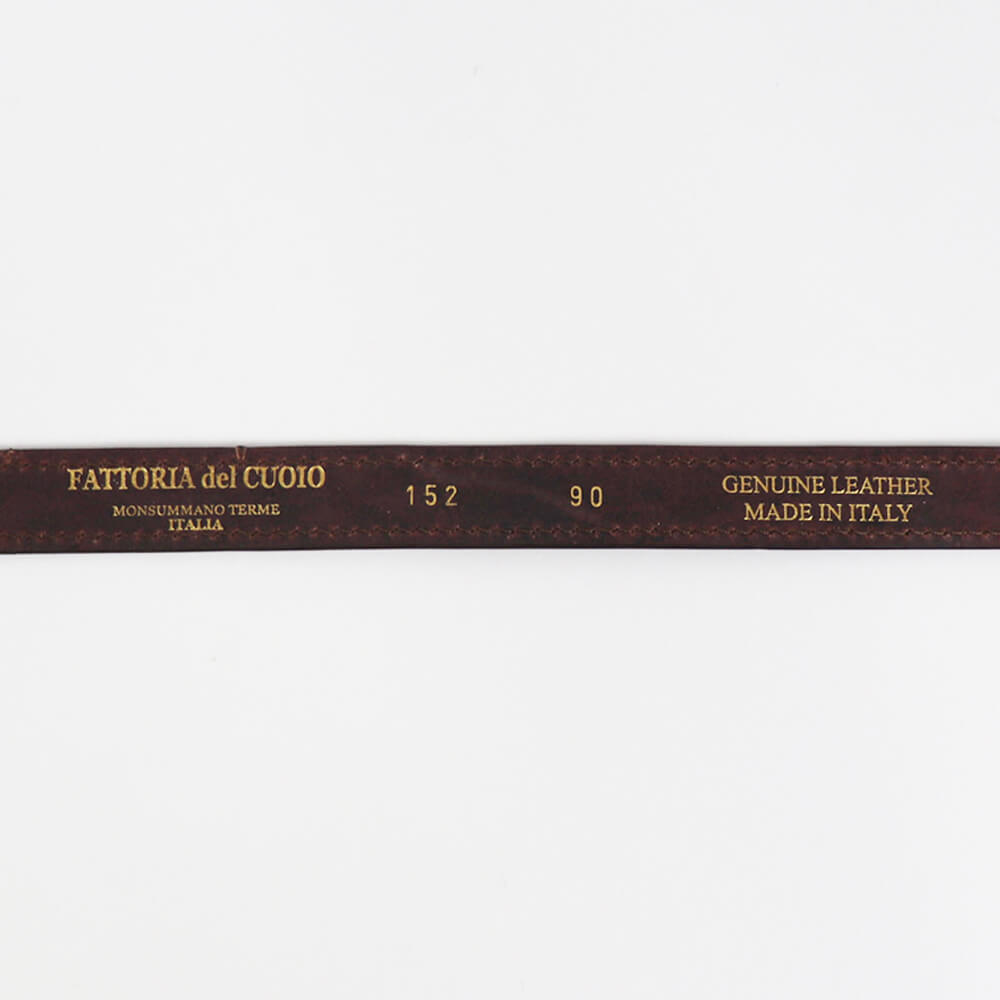 FATTORIA del CUOIO
MONSUMMANO TERME
ITALIA
152
90
GENUINE LEATHER
MADE IN ITALY